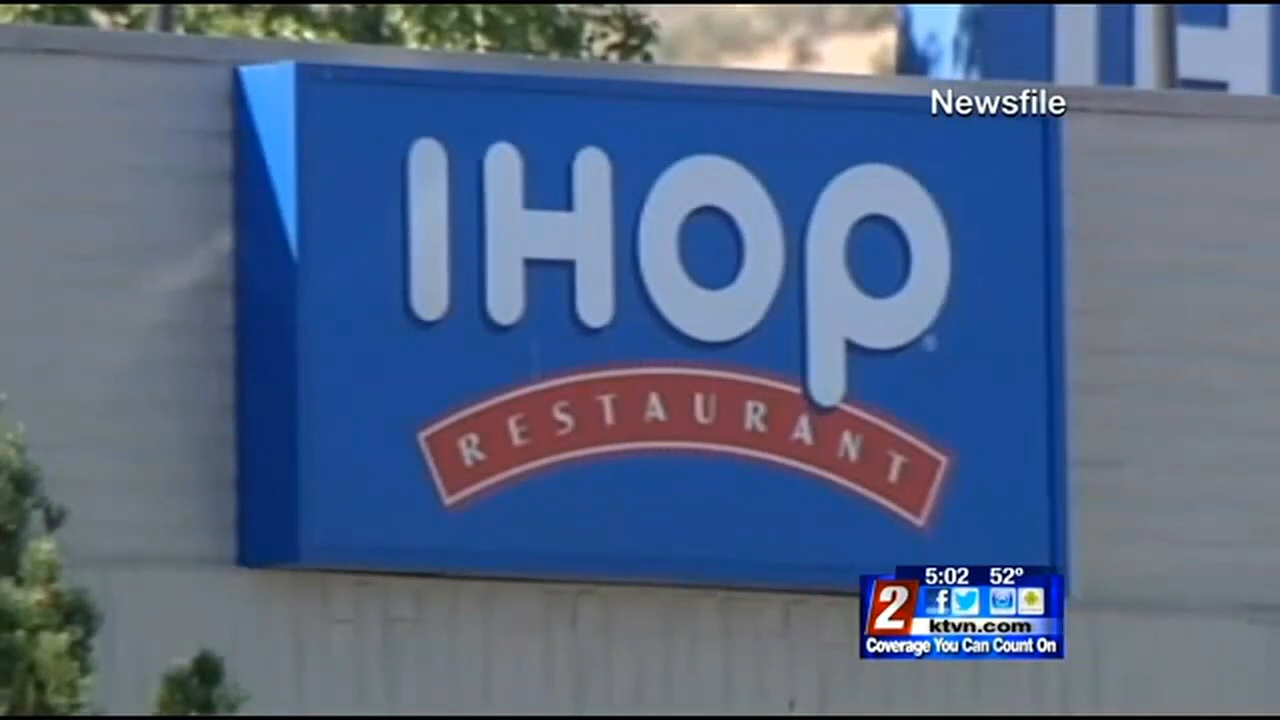 Newsfile
IHOP
RESTAURANT
5:02 52°
2
ktvn.com
Coverage You Can Count On